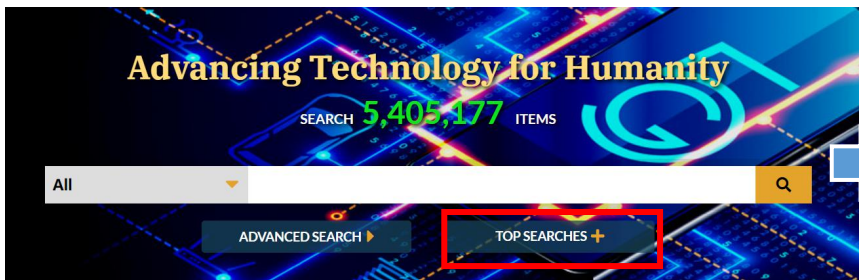 Advancing Technology for Humanity
SEARCH 5,405,177 ITEMS
All
ADVANCED SEARCH TOP SEARCHES +